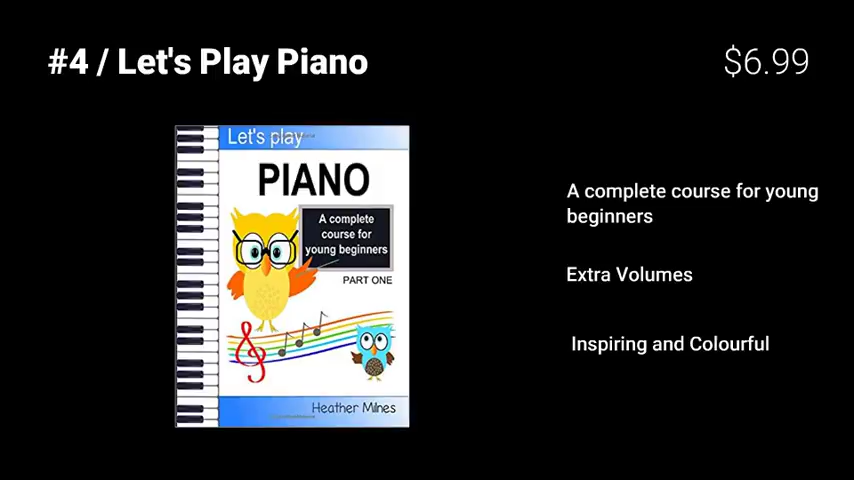 #4 / Let's Play Piano
$6.99
Let's play
PIANO
A complete
course for
young beginners
PART ONE
Heather Milnes
A complete course for young
beginners
Extra Volumes
Inspiring and Colourful